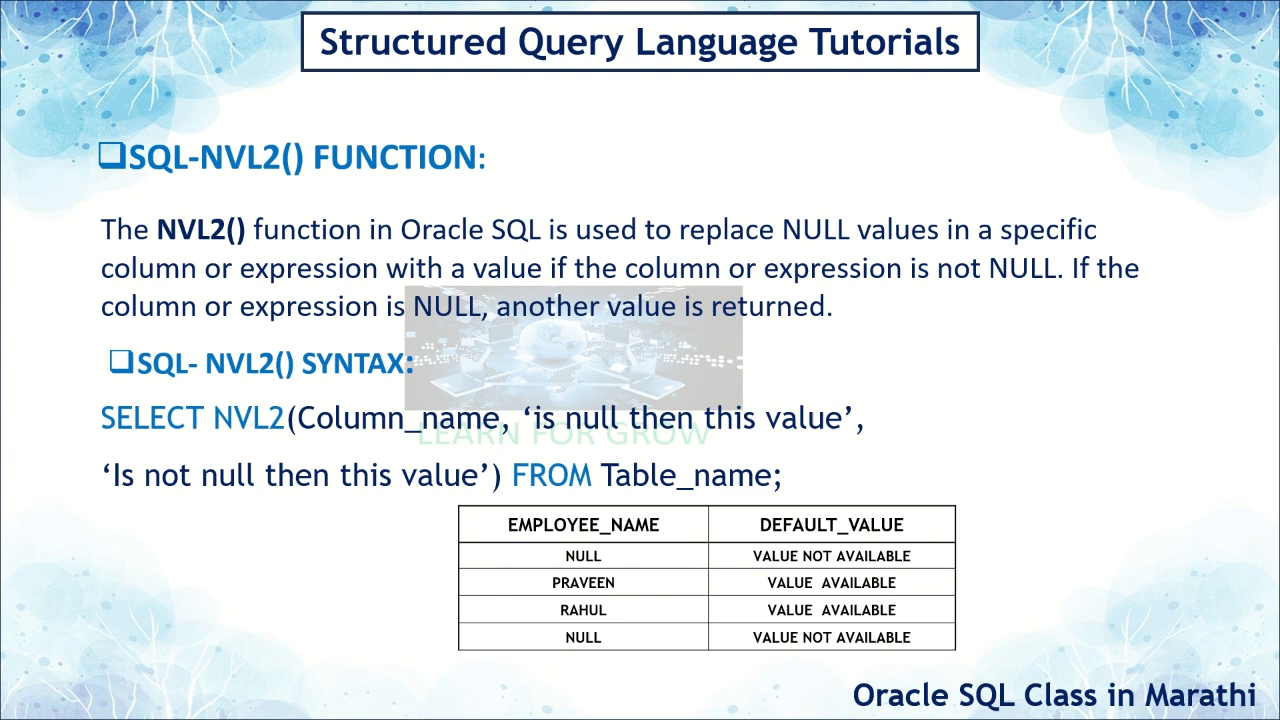 Structured Query Language Tutorials
❑SQL-NVL2() FUNCTION:
The NVL2() function in Oracle SQL is used to replace NULL values in a specific
column or expression with a value if the column or expression is not NULL. If the
column or expression is NULL, another value is returned.
❑SQL- NVL2() SYNTAX:
SELECT NVL2(Column_name, ‘is null then this value’,
LEARN FOR GROW
‘Is not null then this value’) FROM Table_name;
EMPLOYEE_NAME DEFAULT_VALUE
NULL VALUE NOT AVAILABLE
PRAVEEN VALUE AVAILABLE
RAHUL VALUE AVAILABLE
NULL VALUE NOT AVAILABLE
Oracle SQL Class in Marathi